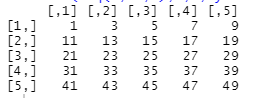 [,1] [,2] [,3] [,4] [,5]
[1,] 1 3 5 7 9
[2,] 11 13 15 17 19
[3,] 21 23 25 27 29
[4,] 31 33 35 37 39
[5,] 41 43 45 47 49